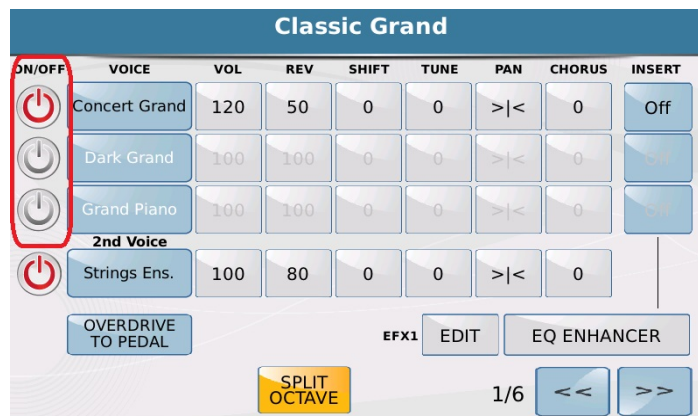 Classic Grand
ON/OFF VOICE VOL REV SHIFT TUNE PAN CHORUS INSERT
Concert Grand 120 50 0 0 >|< 0 Off
Dark Grand 100 100 0 0 >|< 0 Off
Grand Piano 100 100 0 0 >|< 0 Off
2nd Voice
Strings Ens. 100 80 0 0 >|< 0
OVERDRIVE
TO PEDAL
EFX1 EDIT EQ ENHANCER
SPLIT
OCTAVE
1/6 << >>